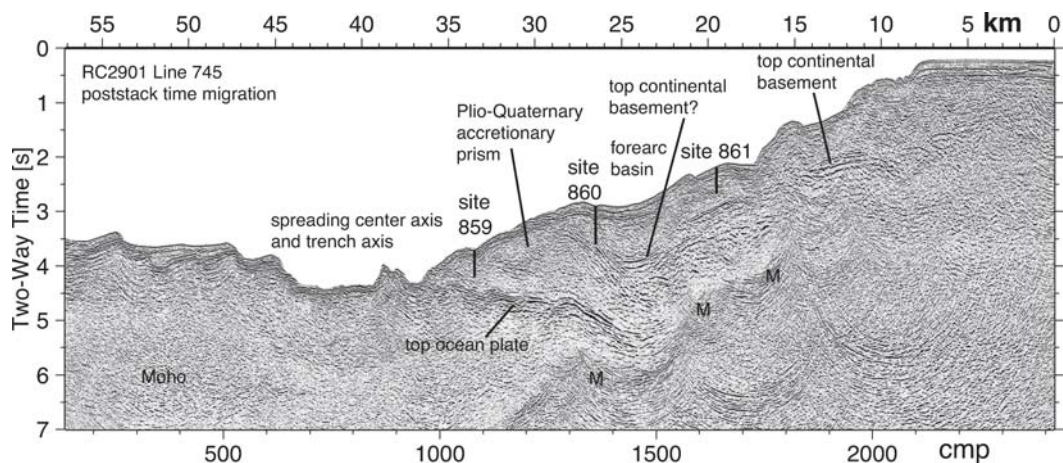 55 50 45 40 35 30 25 20 15 10 5 km 0
RC2901 Line 745
poststack time migration
top continental
basement
top continental
basement?
Plio-Quaternary
accretionary
prism
forearc
basin
site 861
site
860
site
859
spreading center axis
and trench axis
top ocean plate
Moho
M
M
M
Two-Way Time [s]
0
1
2
3
4
5
6
7
500 1000 1500 2000 cmp